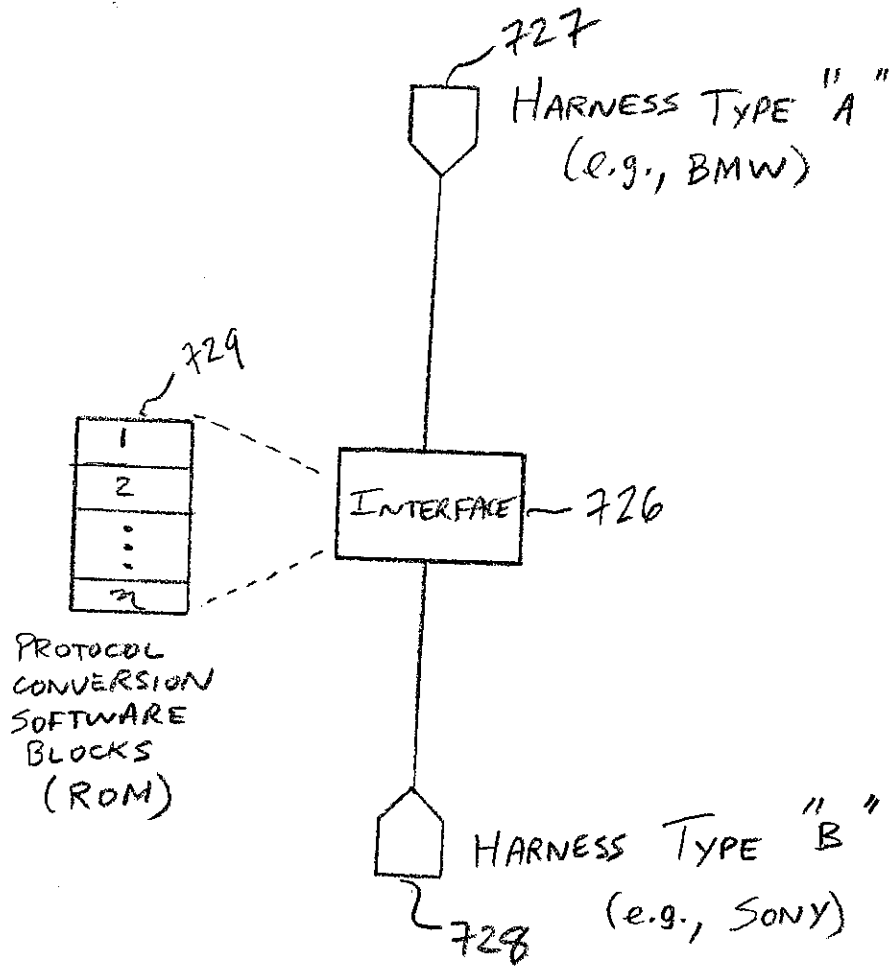 727
HARNESS TYPE "A"
(e.g., BMW)
729
1
2
⋮
n
INTERFACE
726
PROTOCOL
CONVERSION
SOFTWARE
BLOCKS
(ROM)
HARNESS TYPE "B"
(e.g., SONY)
728